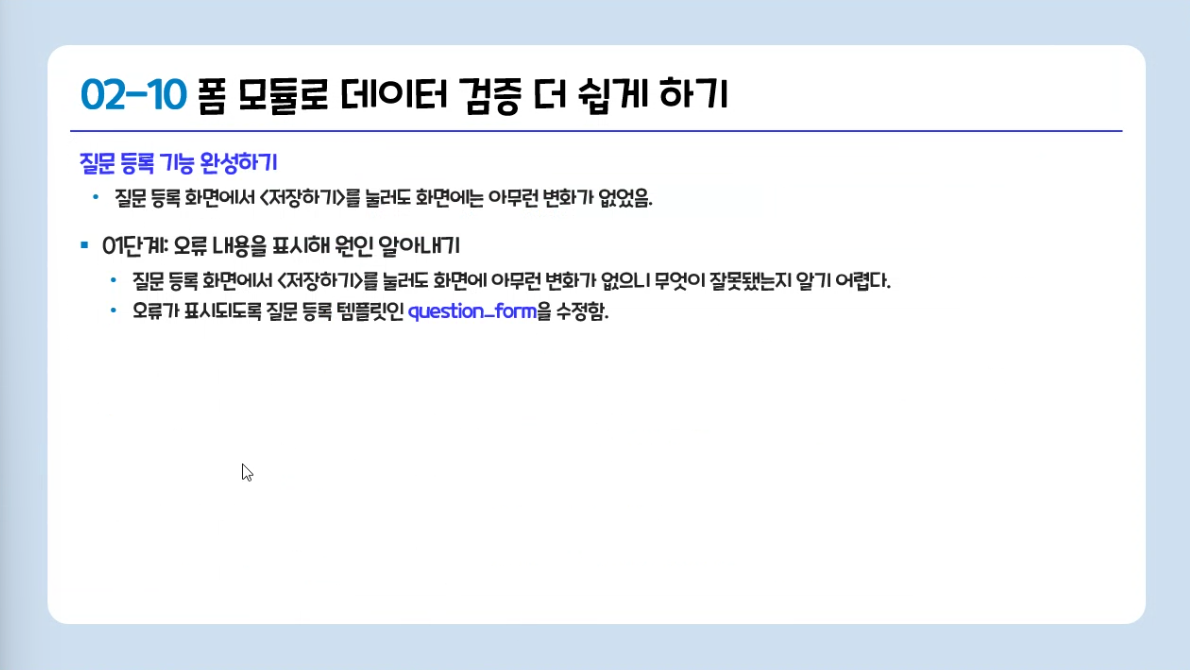 02-10 폼 모듈로 데이터 검증 더 쉽게 하기
질문 등록 기능 완성하기
• 질문 등록 화면에서 <저장하기>를 눌러도 화면에는 아무런 변화가 없었음.
▪ 01단계: 오류 내용을 표시해 원인 알아내기
• 질문 등록 화면에서 <저장하기>를 눌러도 화면에 아무런 변화가 없으니 무엇이 잘못됐는지 알기 어렵다.
• 오류가 표시되도록 질문 등록 템플릿인 question_form을 수정함.